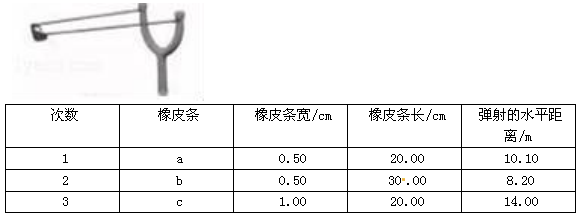 次数 橡皮条 橡皮条宽/cm 橡皮条长/cm 弹射的水平距
离/m
1 a 0.50 20.00 10.10
2 b 0.50 30.00 8.20
3 c 1.00 20.00 14.00